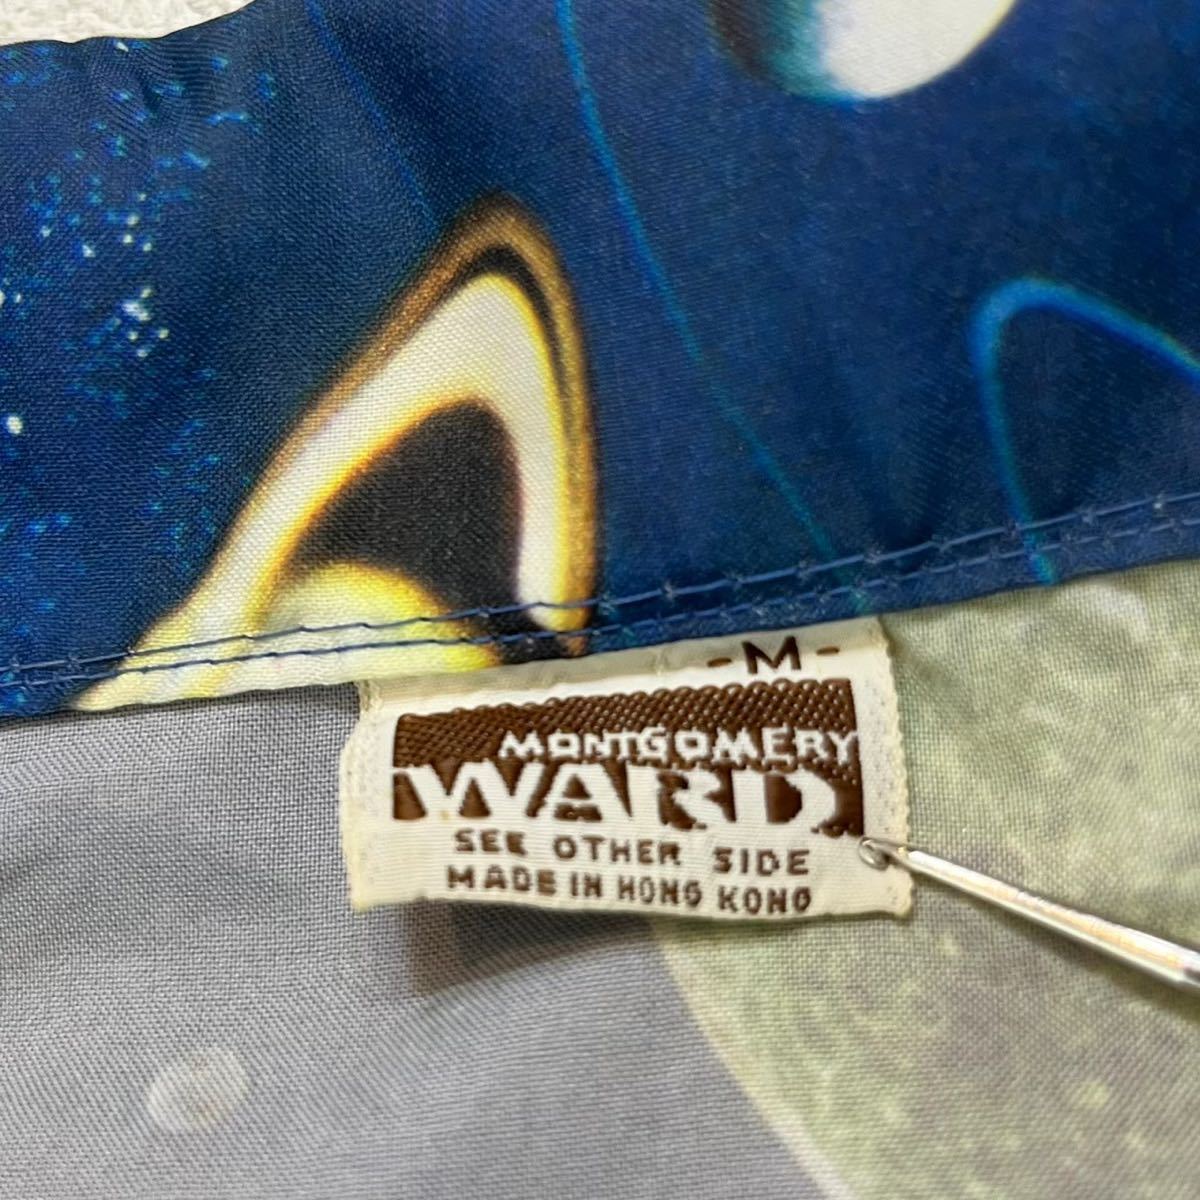 -M-
MONTGOMERY
WARD
SEE OTHER SIDE
MADE IN HONG KONG